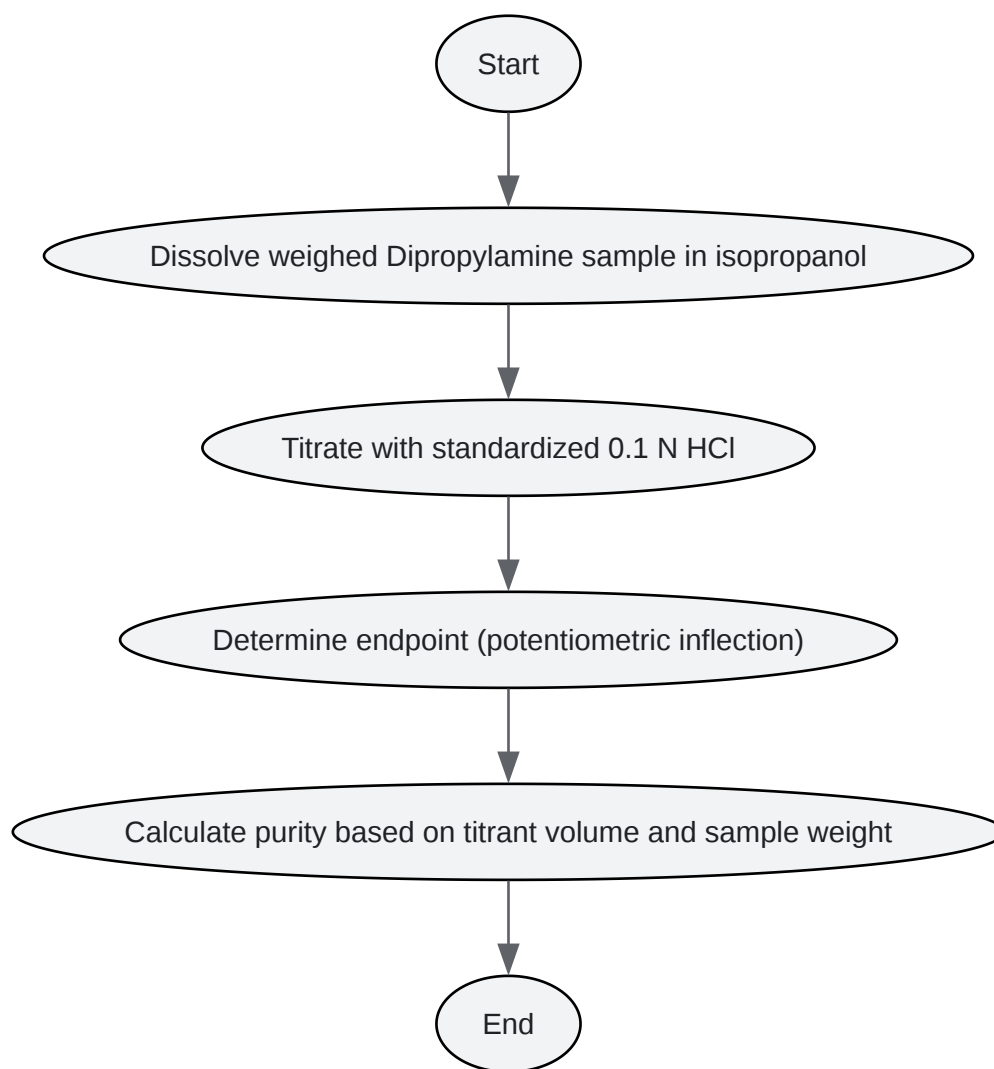 Start
Dissolve weighed Dipropylamine sample in isopropanol
Titrate with standardized 0.1 N HCl
Determine endpoint (potentiometric inflection)
Calculate purity based on titrant volume and sample weight
End